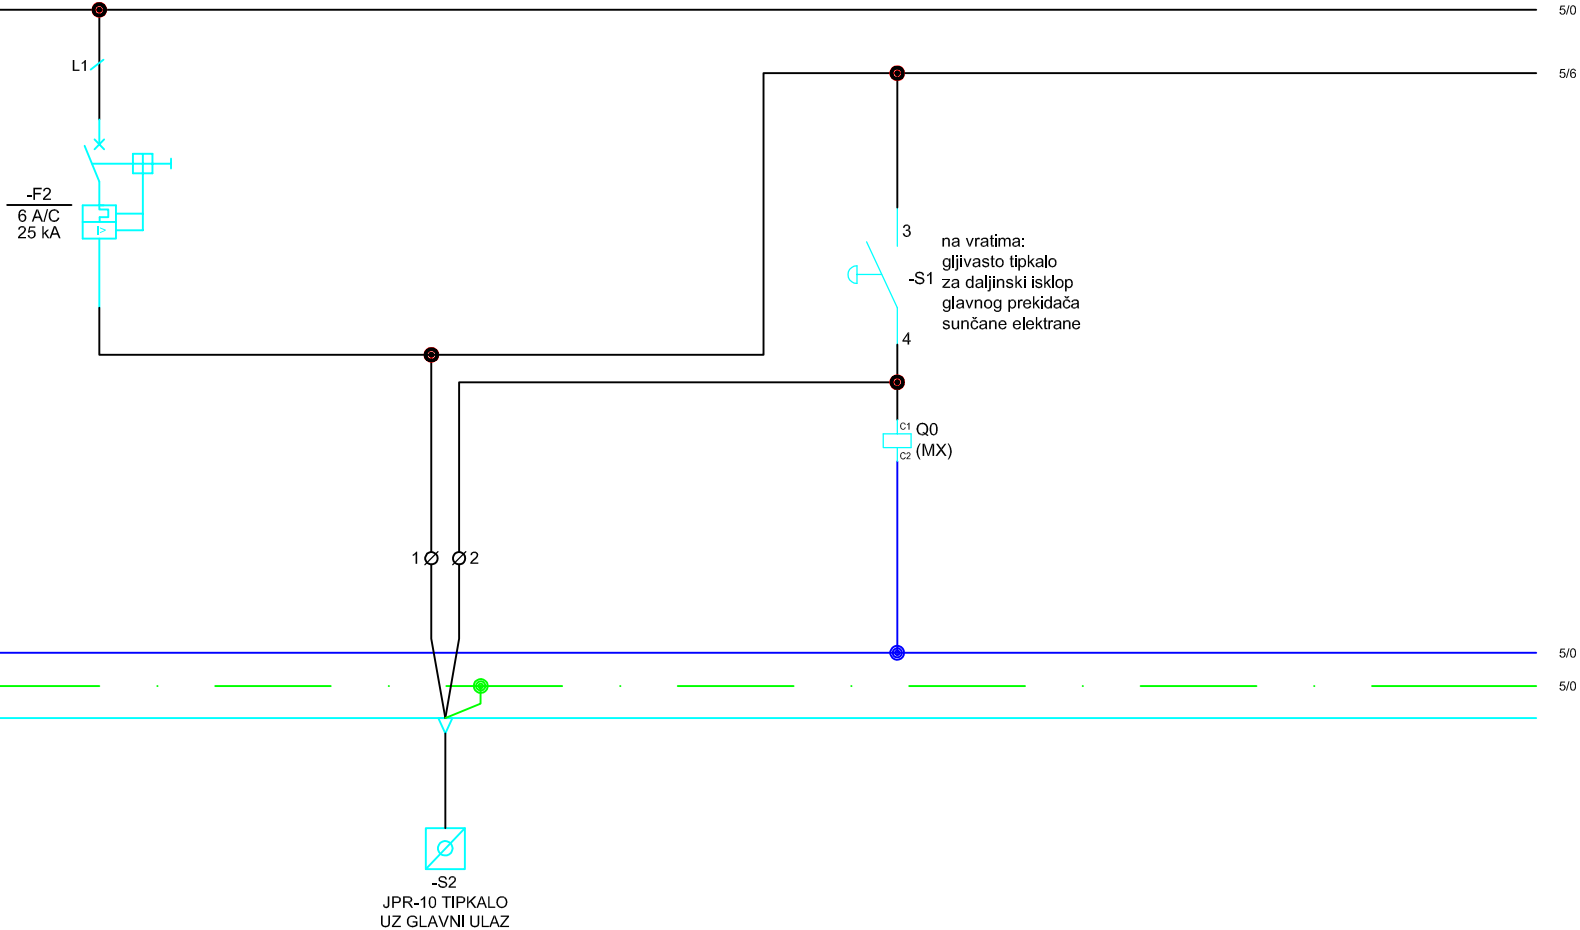 5/0
L1
5/6
-F2
6 A/C
25 kA
3
na vratima:
gljivasto tipkalo
-S1
za daljinski isklop
glavnog prekidača
sunčane elektrane
4
C1
Q0
C2
(MX)
1
2
5/0
5/0
-S2
JPR-10 TIPKALO
UZ GLAVNI ULAZ